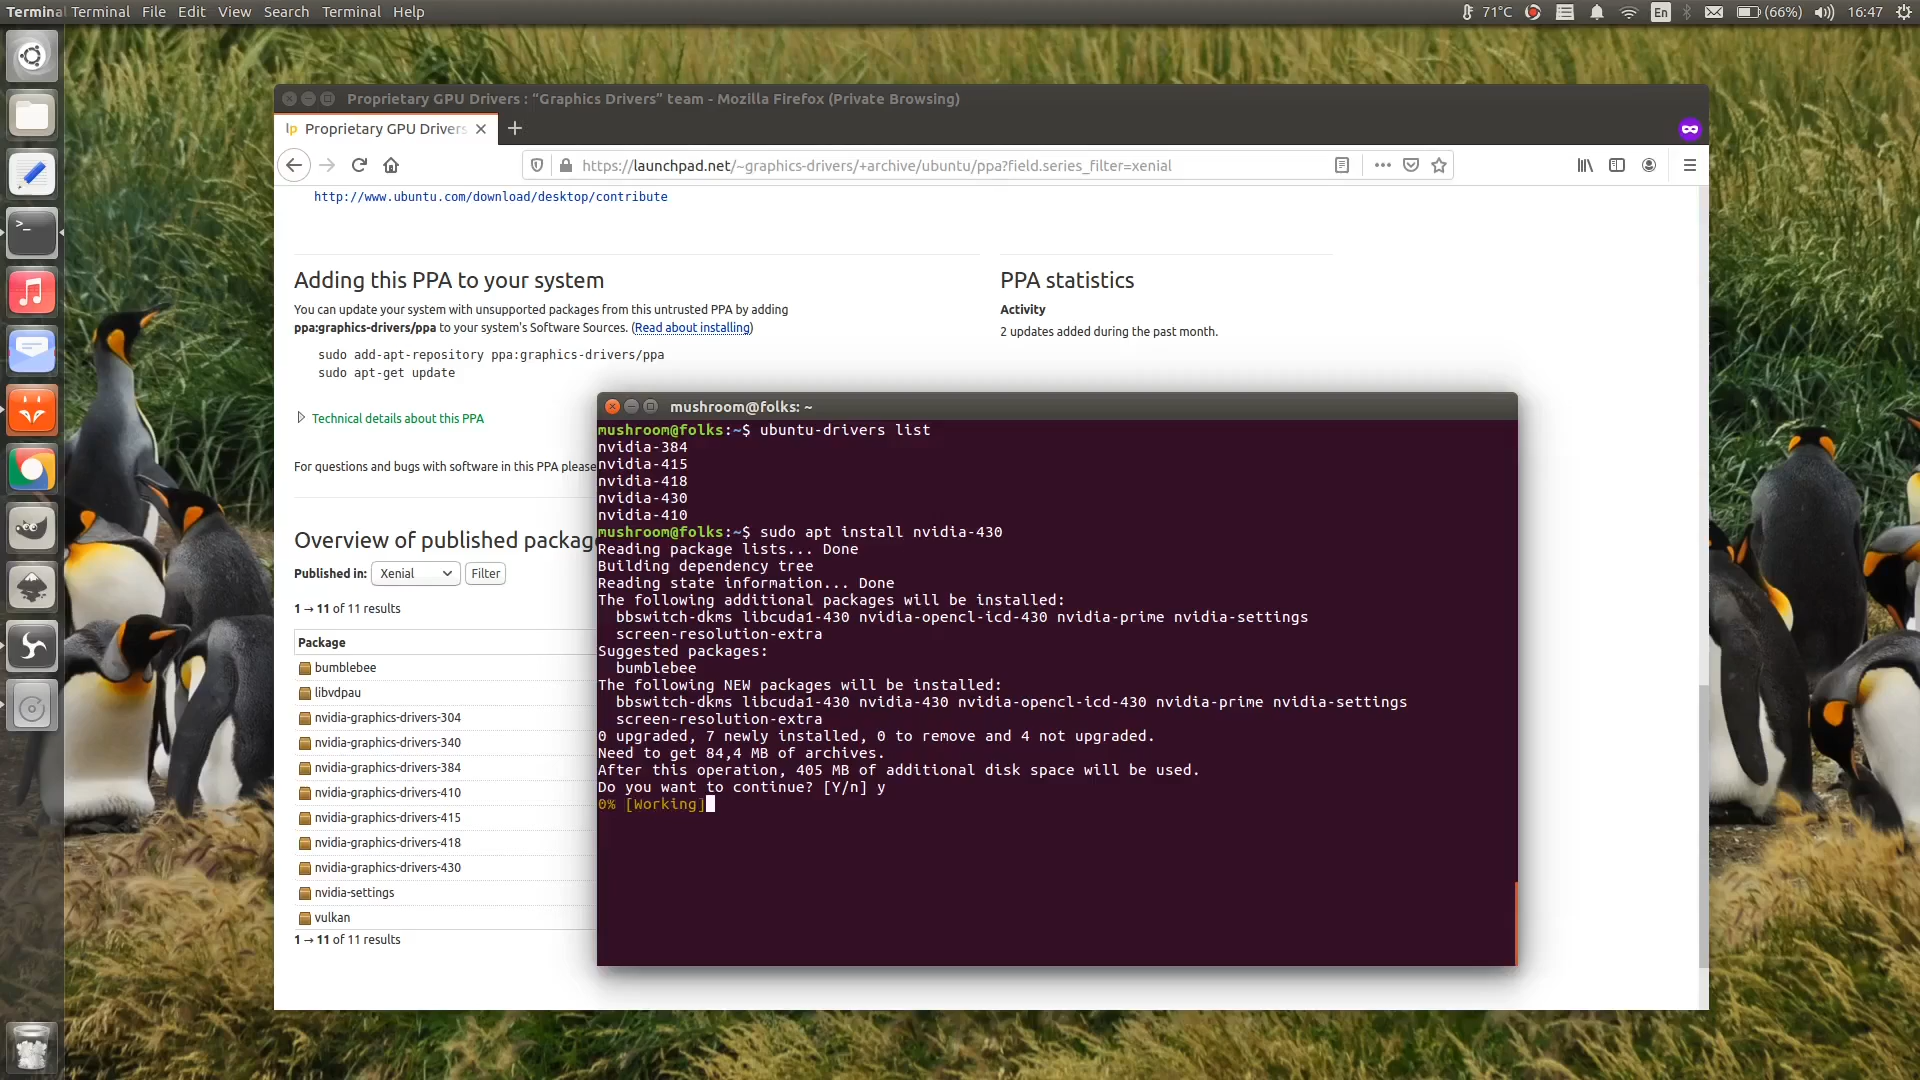 Terminal Terminal File Edit View Search Terminal Help
71°C En (66%) 16:47
Proprietary GPU Drivers : “Graphics Drivers” team - Mozilla Firefox (Private Browsing)
lp Proprietary GPU Drivers
https://launchpad.net/~graphics-drivers/+archive/ubuntu/ppa?field.series_filter=xenial
http://www.ubuntu.com/download/desktop/contribute
Adding this PPA to your system
You can update your system with unsupported packages from this untrusted PPA by adding
ppa:graphics-drivers/ppa to your system's Software Sources. (Read about installing)
sudo add-apt-repository ppa:graphics-drivers/ppa
sudo apt-get update
Technical details about this PPA
For questions and bugs with software in this PPA please
PPA statistics
Activity
2 updates added during the past month.
Overview of published packag
Published in: Xenial Filter
1 → 11 of 11 results
Package
bumblebee
libvdpau
nvidia-graphics-drivers-304
nvidia-graphics-drivers-340
nvidia-graphics-drivers-384
nvidia-graphics-drivers-410
nvidia-graphics-drivers-415
nvidia-graphics-drivers-418
nvidia-graphics-drivers-430
nvidia-settings
vulkan
1 → 11 of 11 results
mushroom@folks: ~
mushroom@folks:~$ ubuntu-drivers list
nvidia-384
nvidia-415
nvidia-418
nvidia-430
nvidia-410
mushroom@folks:~$ sudo apt install nvidia-430
Reading package lists... Done
Building dependency tree
Reading state information... Done
The following additional packages will be installed:
bbswitch-dkms libcuda1-430 nvidia-opencl-icd-430 nvidia-prime nvidia-settings
screen-resolution-extra
Suggested packages:
bumblebee
The following NEW packages will be installed:
bbswitch-dkms libcuda1-430 nvidia-430 nvidia-opencl-icd-430 nvidia-prime nvidia-settings
screen-resolution-extra
0 upgraded, 7 newly installed, 0 to remove and 4 not upgraded.
Need to get 84,4 MB of archives.
After this operation, 405 MB of additional disk space will be used.
Do you want to continue? [Y/n] y
0% [Working]